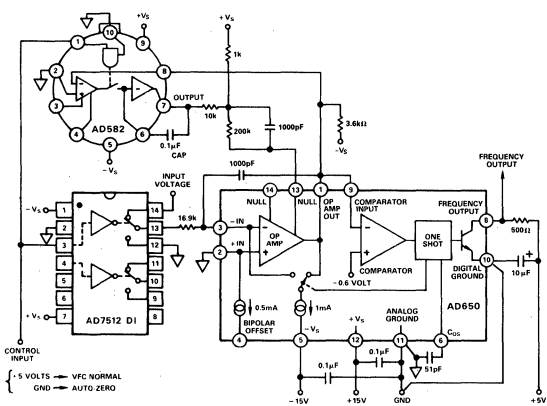 +VS
10
1
9
2
8
OUTPUT
7
3
4
6
5
AD582
0.1μF
CAP
–VS
+VS
1k
10k
200k
1000pF
3.6kΩ
–VS
1000pF
INPUT
VOLTAGE
16.9k
–VS
1
2
3
4
5
6
+VS
7
14
13
12
11
10
9
8
AD7512 DI
CONTROL
INPUT
+5 VOLTS → VFC NORMAL
GND → AUTO-ZERO
14
NULL
13
NULL
1
OP
AMP
OUT
9
COMPARATOR
INPUT
FREQUENCY
OUTPUT
FREQUENCY
OUTPUT
8
500Ω
3
–IN
2
+IN
OP
AMP
COMPARATOR
ONE
SHOT
–0.6 VOLT
DIGITAL
GROUND
10
10μF
+
AD650
0.5mA
1mA
BIPOLAR
OFFSET
–VS
+VS
ANALOG
GROUND
COS
4
5
12
11
6
0.1μF
0.1μF
51pF
–15V
+15V
GND
+5V